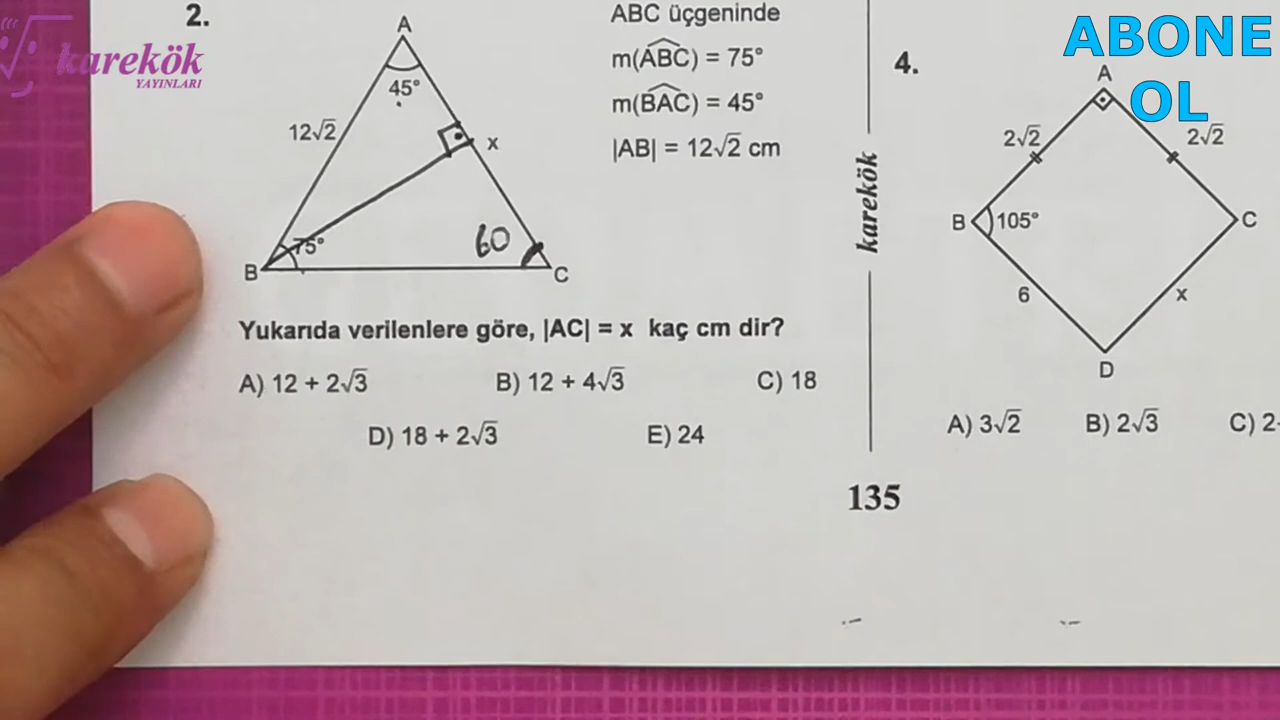 karekök
YAYINLARI
2.
A
45°
12√2
x
75°
60
B
C
ABC üçgeninde
m(ABC) = 75°
m(BAC) = 45°
|AB| = 12√2 cm
Yukarıda verilenlere göre, |AC| = x kaç cm dir?
A) 12 + 2√3 B) 12 + 4√3 C) 18
D) 18 + 2√3 E) 24
karekök
135
ABONE
OL
4.
A
2√2 2√2
B 105° C
6 x
D
A) 3√2 B) 2√3 C) 2